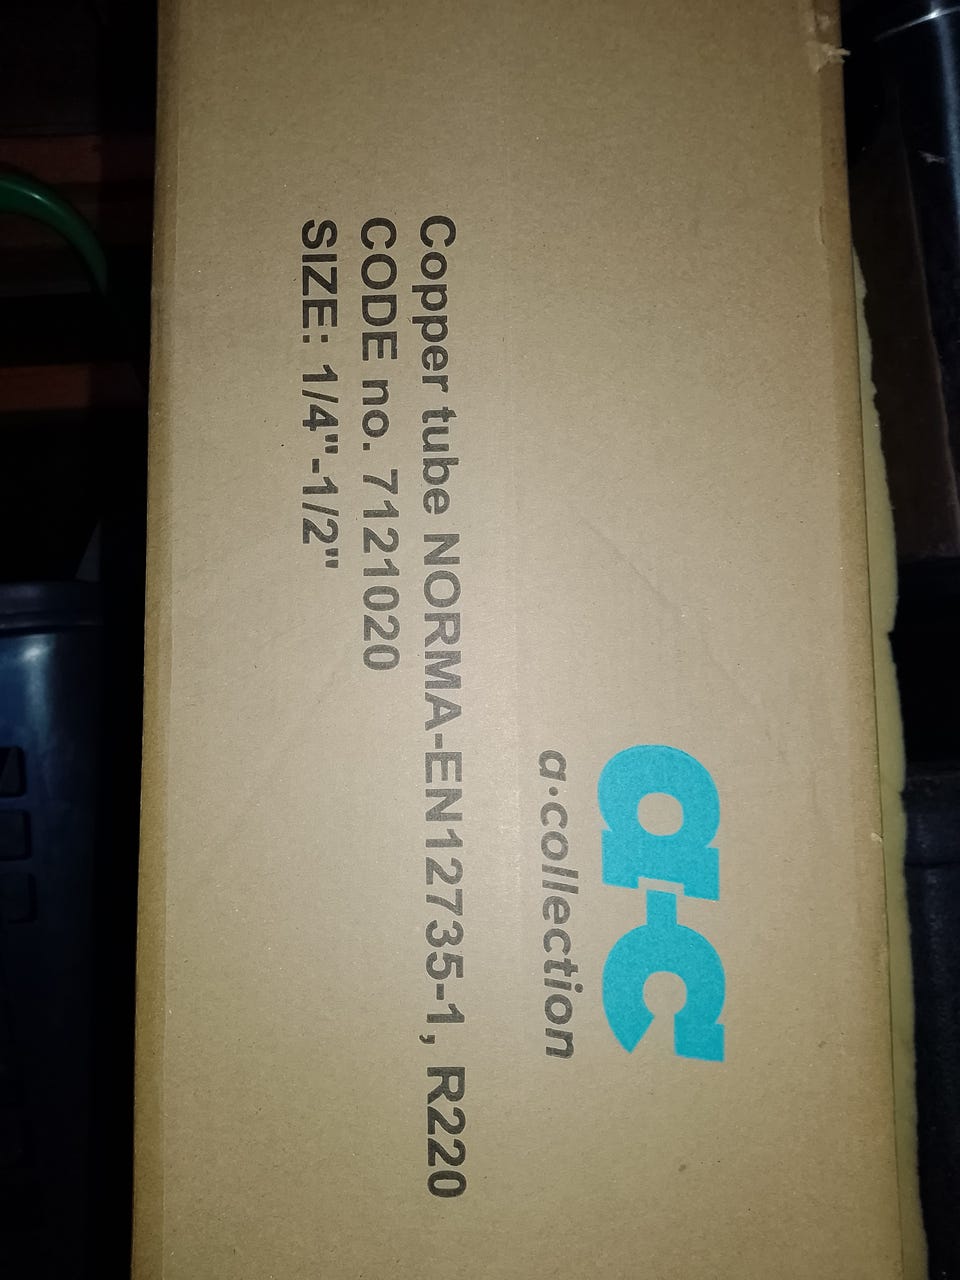 a-c
a·collection
Copper tube NORMA-EN12735-1, R220
CODE no. 7121020
SIZE: 1/4"-1/2"